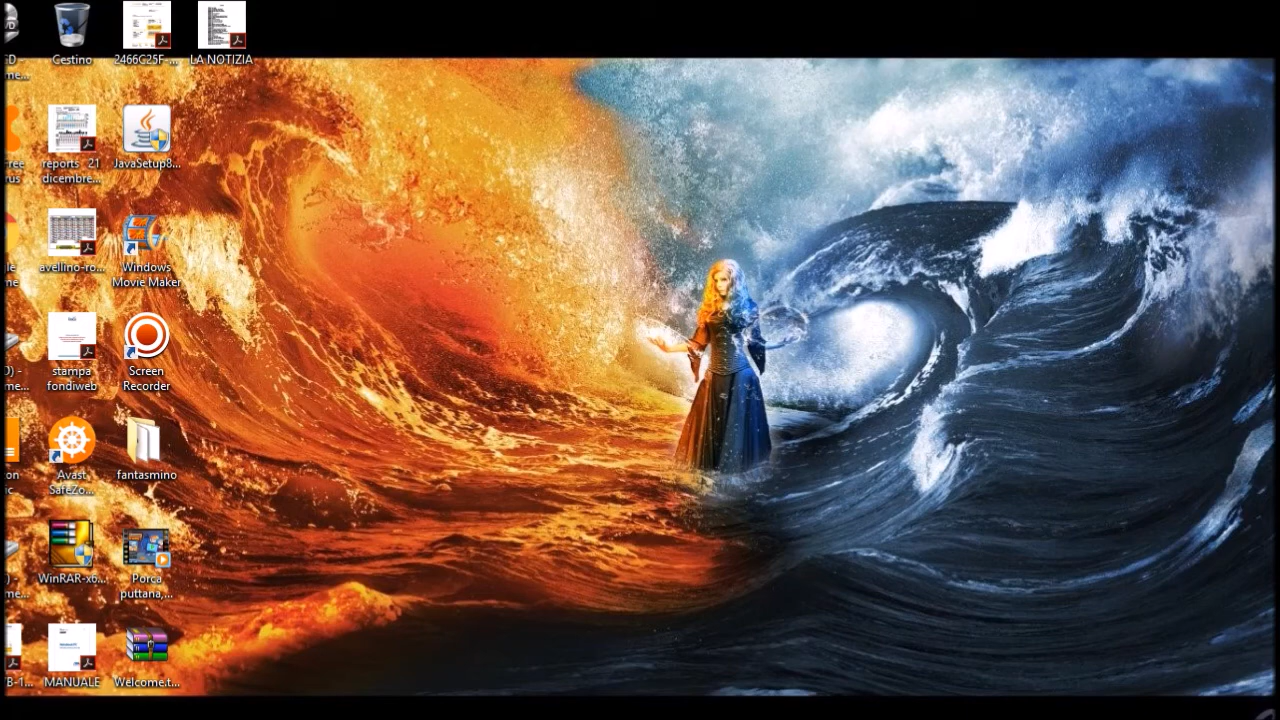 Cestino
2466C25F-...
LA NOTIZIA
reports_21
dicembre...
JavaSetup8...
avellino-ro...
Windows
Movie Maker
stampa
fondiweb
Screen
Recorder
Avast
SafeZo...
fantasmino
WinRAR-x6...
Porca
puttana,...
MANUALE
Welcome.t...